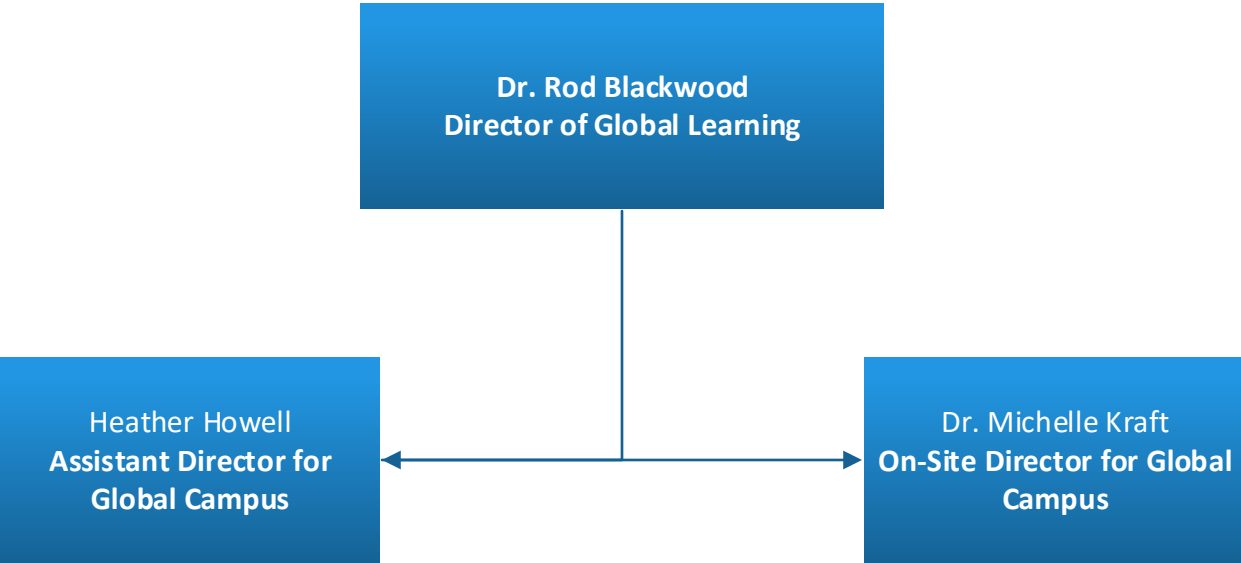 Dr. Rod Blackwood
Director of Global Learning
Heather Howell
Assistant Director for
Global Campus
Dr. Michelle Kraft
On-Site Director for Global
Campus